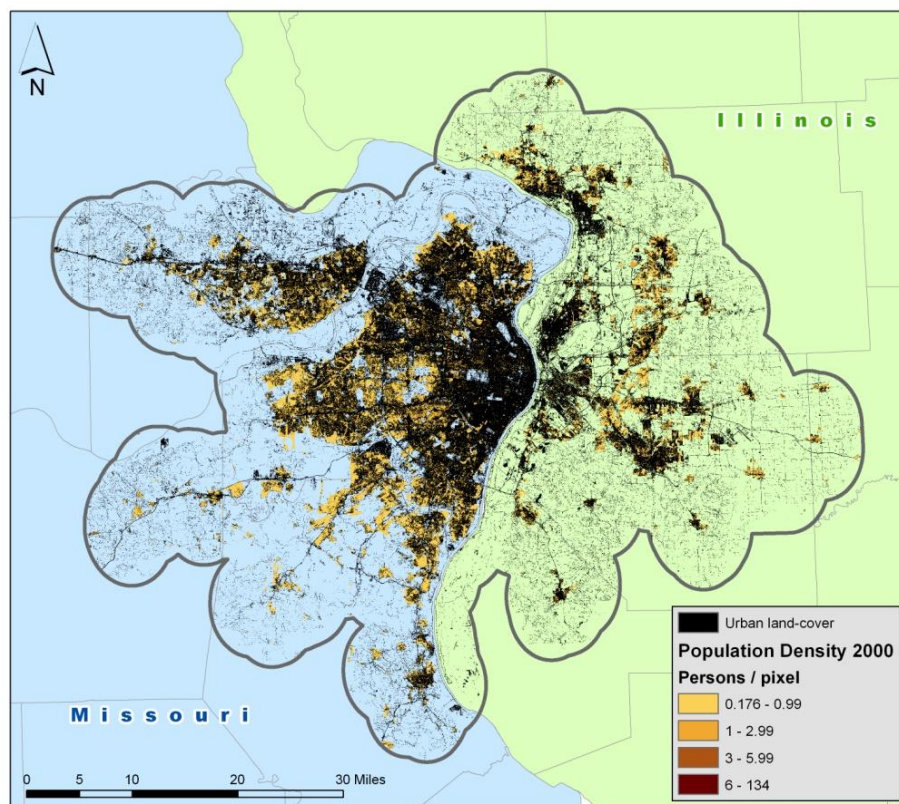 N
Illinois
Missouri
0 5 10 20 30 Miles
Urban land-cover
Population Density 2000
Persons / pixel
0.176 - 0.99
1 - 2.99
3 - 5.99
6 - 134